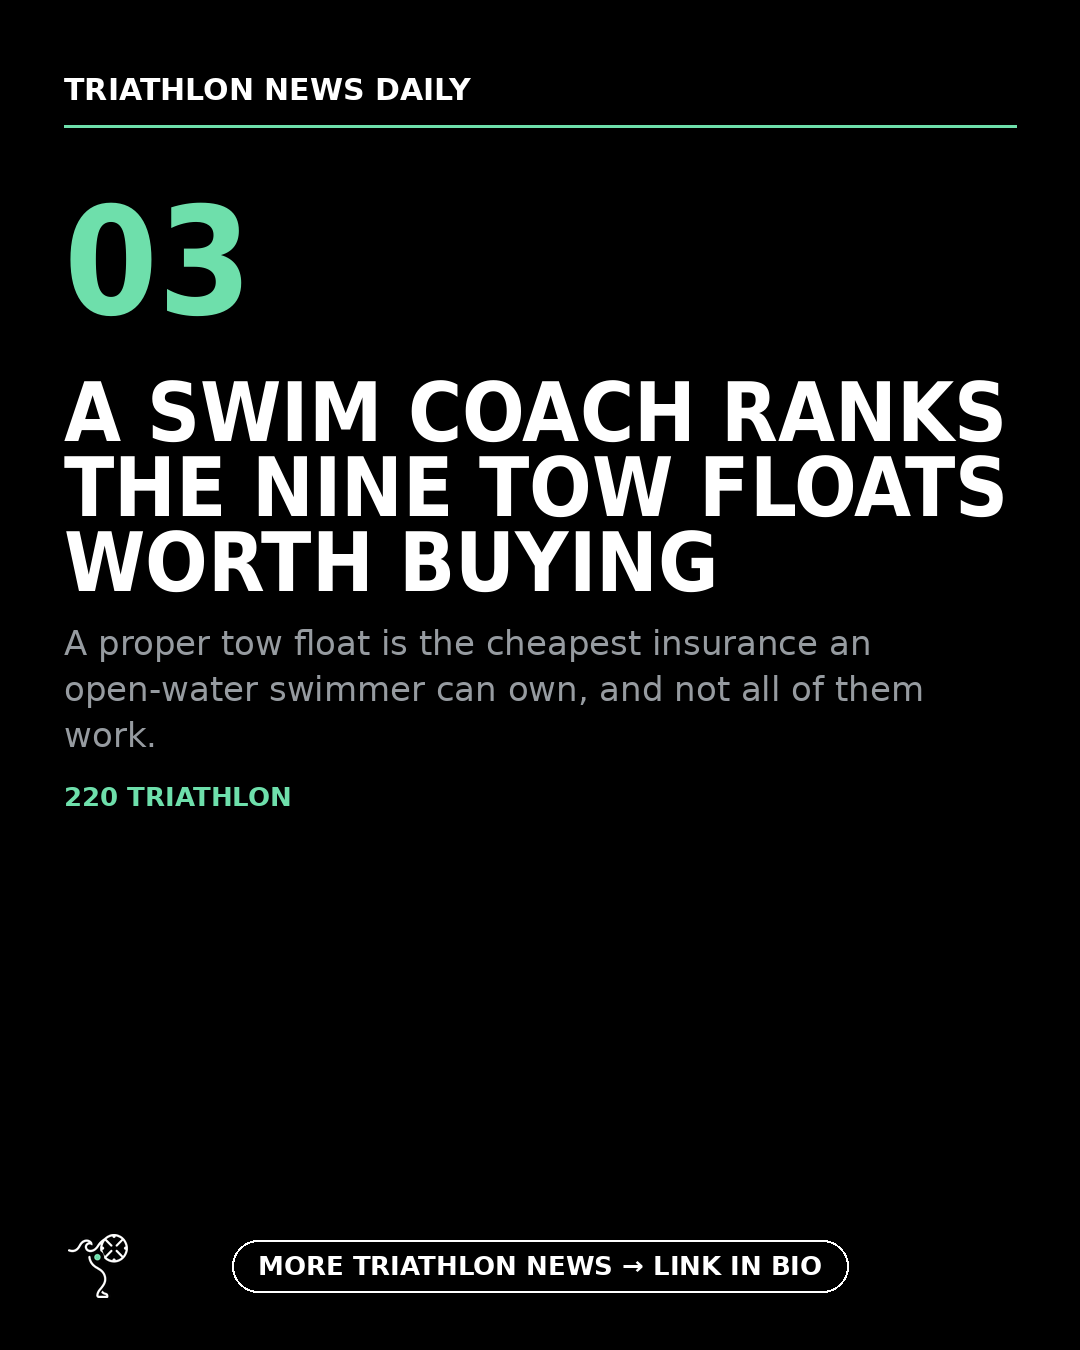 TRIATHLON NEWS DAILY
03
A SWIM COACH RANKS
THE NINE TOW FLOATS
WORTH BUYING
A proper tow float is the cheapest insurance an
open-water swimmer can own, and not all of them
work.
220 TRIATHLON
MORE TRIATHLON NEWS → LINK IN BIO